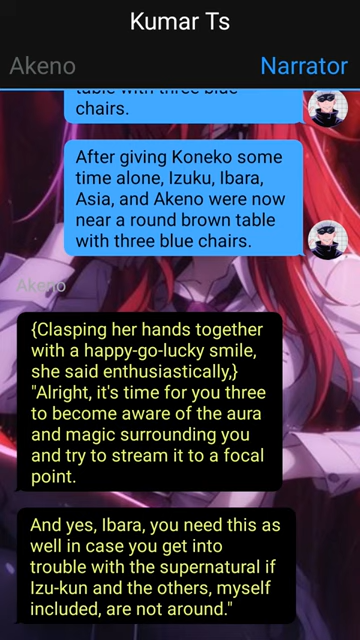 Kumar Ts
Akeno
Narrator
table with three blue
chairs.
After giving Koneko some
time alone, Izuku, Ibara,
Asia, and Akeno were now
near a round brown table
with three blue chairs.
Akeno
{Clasping her hands together
with a happy-go-lucky smile,
she said enthusiastically,}
"Alright, it's time for you three
to become aware of the aura
and magic surrounding you
and try to stream it to a focal
point.
And yes, Ibara, you need this as
well in case you get into
trouble with the supernatural if
Izu-kun and the others, myself
included, are not around."